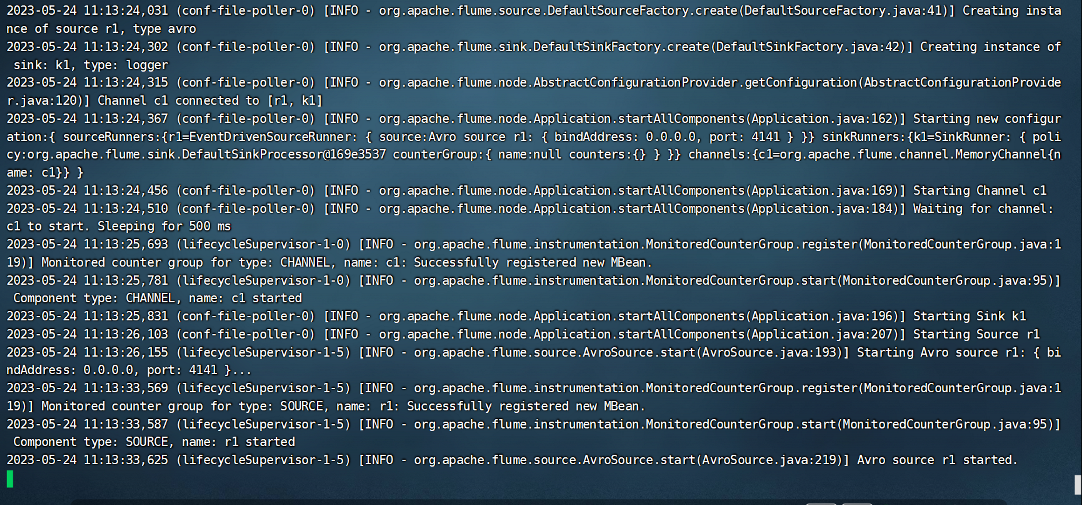 2023-05-24 11:13:24,031 (conf-file-poller-0) [INFO - org.apache.flume.source.DefaultSourceFactory.create(DefaultSourceFactory.java:41)] Creating insta
nce of source r1, type avro
2023-05-24 11:13:24,302 (conf-file-poller-0) [INFO - org.apache.flume.sink.DefaultSinkFactory.create(DefaultSinkFactory.java:42)] Creating instance of
 sink: k1, type: logger
2023-05-24 11:13:24,315 (conf-file-poller-0) [INFO - org.apache.flume.node.AbstractConfigurationProvider.getConfiguration(AbstractConfigurationProvide
r.java:120)] Channel c1 connected to [r1, k1]
2023-05-24 11:13:24,367 (conf-file-poller-0) [INFO - org.apache.flume.node.Application.startAllComponents(Application.java:162)] Starting new configur
ation:{ sourceRunners:{r1=EventDrivenSourceRunner: { source:Avro source r1: { bindAddress: 0.0.0.0, port: 4141 } }} sinkRunners:{k1=SinkRunner: { poli
cy:org.apache.flume.sink.DefaultSinkProcessor@169e3537 counterGroup:{ name:null counters:{} } }} channels:{c1=org.apache.flume.channel.MemoryChannel{n
ame: c1}} }
2023-05-24 11:13:24,456 (conf-file-poller-0) [INFO - org.apache.flume.node.Application.startAllComponents(Application.java:169)] Starting Channel c1
2023-05-24 11:13:24,510 (conf-file-poller-0) [INFO - org.apache.flume.node.Application.startAllComponents(Application.java:184)] Waiting for channel:
c1 to start. Sleeping for 500 ms
2023-05-24 11:13:25,693 (lifecycleSupervisor-1-0) [INFO - org.apache.flume.instrumentation.MonitoredCounterGroup.register(MonitoredCounterGroup.java:1
19)] Monitored counter group for type: CHANNEL, name: c1: Successfully registered new MBean.
2023-05-24 11:13:25,781 (lifecycleSupervisor-1-0) [INFO - org.apache.flume.instrumentation.MonitoredCounterGroup.start(MonitoredCounterGroup.java:95)]
 Component type: CHANNEL, name: c1 started
2023-05-24 11:13:25,831 (conf-file-poller-0) [INFO - org.apache.flume.node.Application.startAllComponents(Application.java:196)] Starting Sink k1
2023-05-24 11:13:26,103 (conf-file-poller-0) [INFO - org.apache.flume.node.Application.startAllComponents(Application.java:207)] Starting Source r1
2023-05-24 11:13:26,155 (lifecycleSupervisor-1-5) [INFO - org.apache.flume.source.AvroSource.start(AvroSource.java:193)] Starting Avro source r1: { bi
ndAddress: 0.0.0.0, port: 4141 }...
2023-05-24 11:13:33,569 (lifecycleSupervisor-1-5) [INFO - org.apache.flume.instrumentation.MonitoredCounterGroup.register(MonitoredCounterGroup.java:1
19)] Monitored counter group for type: SOURCE, name: r1: Successfully registered new MBean.
2023-05-24 11:13:33,587 (lifecycleSupervisor-1-5) [INFO - org.apache.flume.instrumentation.MonitoredCounterGroup.start(MonitoredCounterGroup.java:95)]
 Component type: SOURCE, name: r1 started
2023-05-24 11:13:33,625 (lifecycleSupervisor-1-5) [INFO - org.apache.flume.source.AvroSource.start(AvroSource.java:219)] Avro source r1 started.